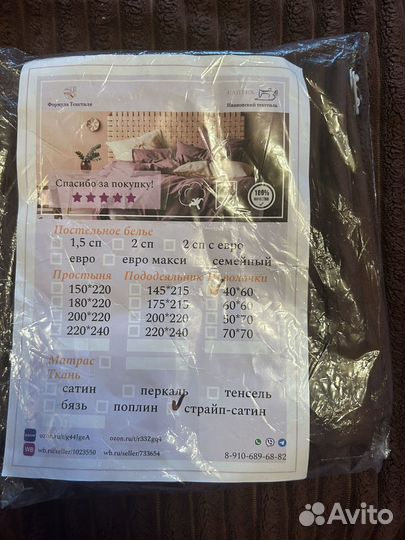 Формула Текстиля
Ивановский текстиль
Спасибо за покупку!
100%
Постельное белье
1,5 сп 2 сп 2 сп с евро
евро евро макси семейный
Простыня Пододеяльник Наволочки
150*220 145*215 40*60
180*220 175*215 60*60
200*220 200*220 50*70
220*240 220*240 70*70
Матрас
Ткань
сатин перкаль тенсель
бязь поплин страйп-сатин
ozon.ru/t/g44JgeA ozon.ru/t/r33Zgq4
WB wb.ru/seller/1023550 wb.ru/seller/733654
8-910-689-68-82
Avito